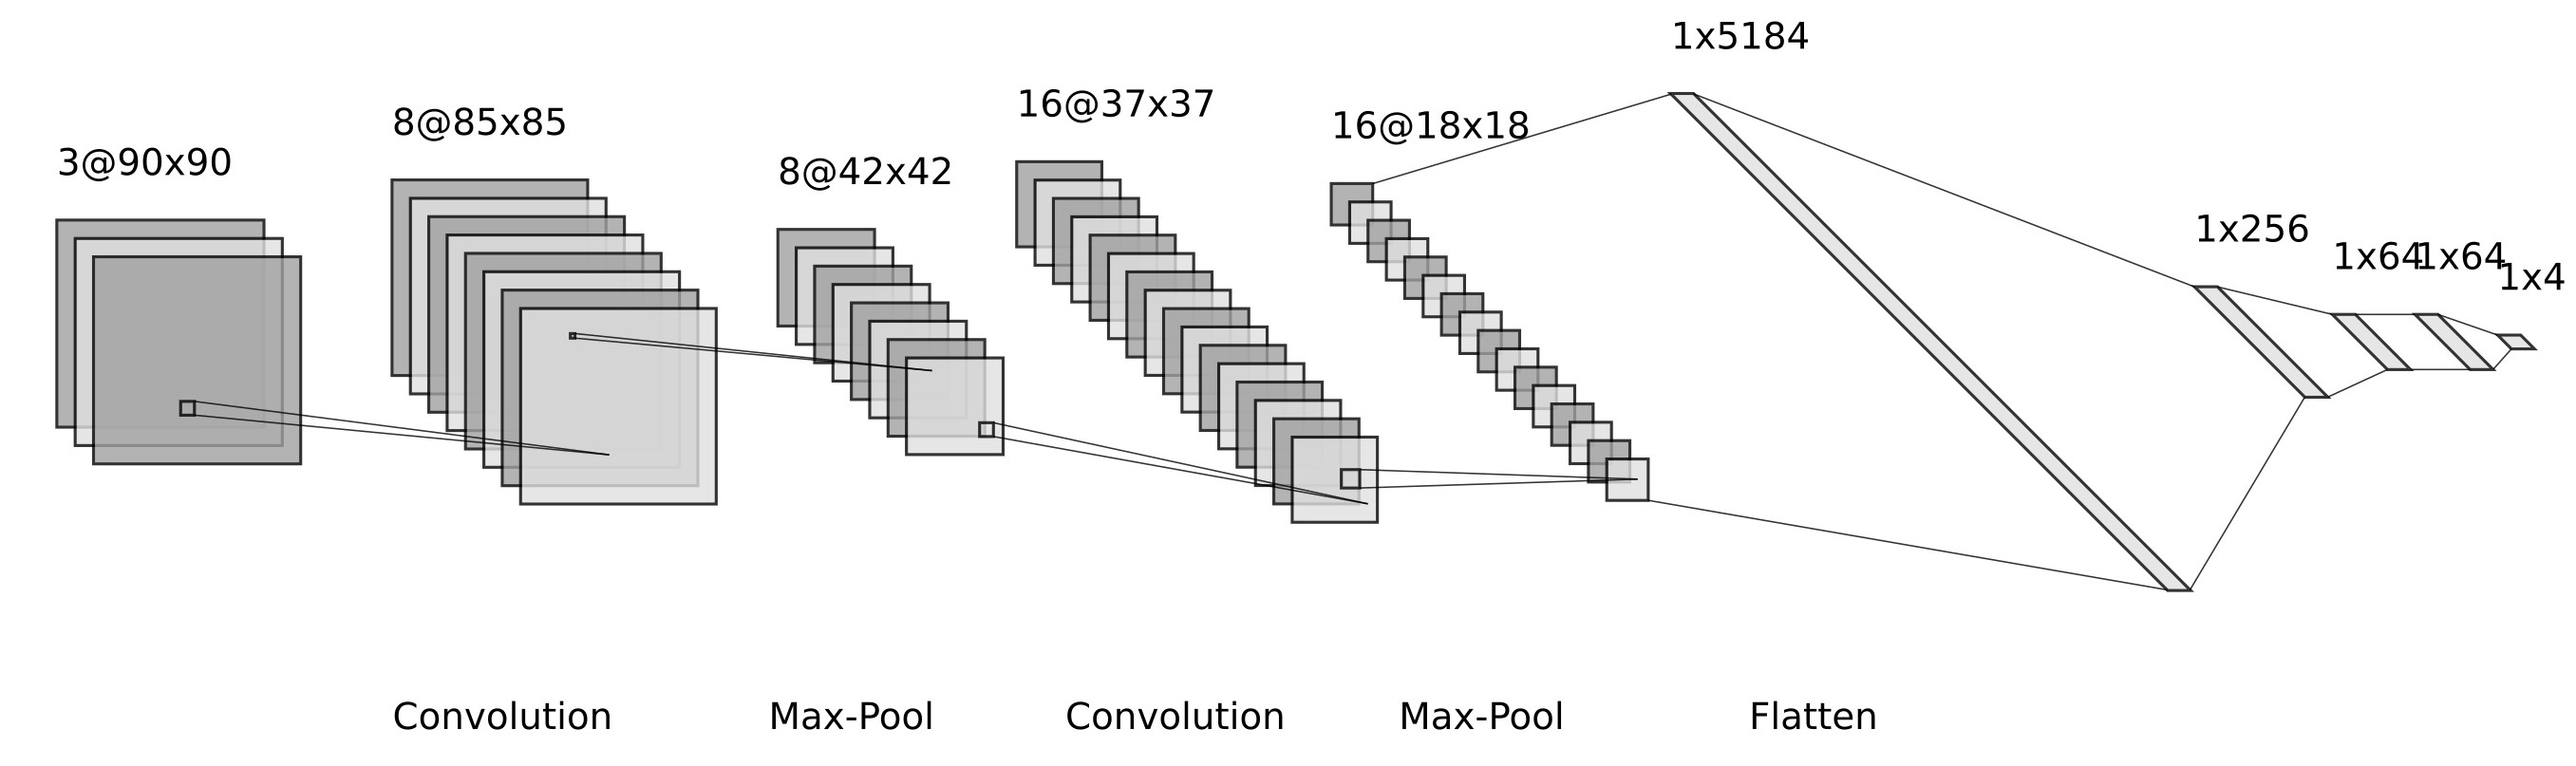 3@90x90
8@85x85
8@42x42
16@37x37
16@18x18
1x5184
1x256
1x64
1x64
1x4
Convolution
Max-Pool
Convolution
Max-Pool
Flatten